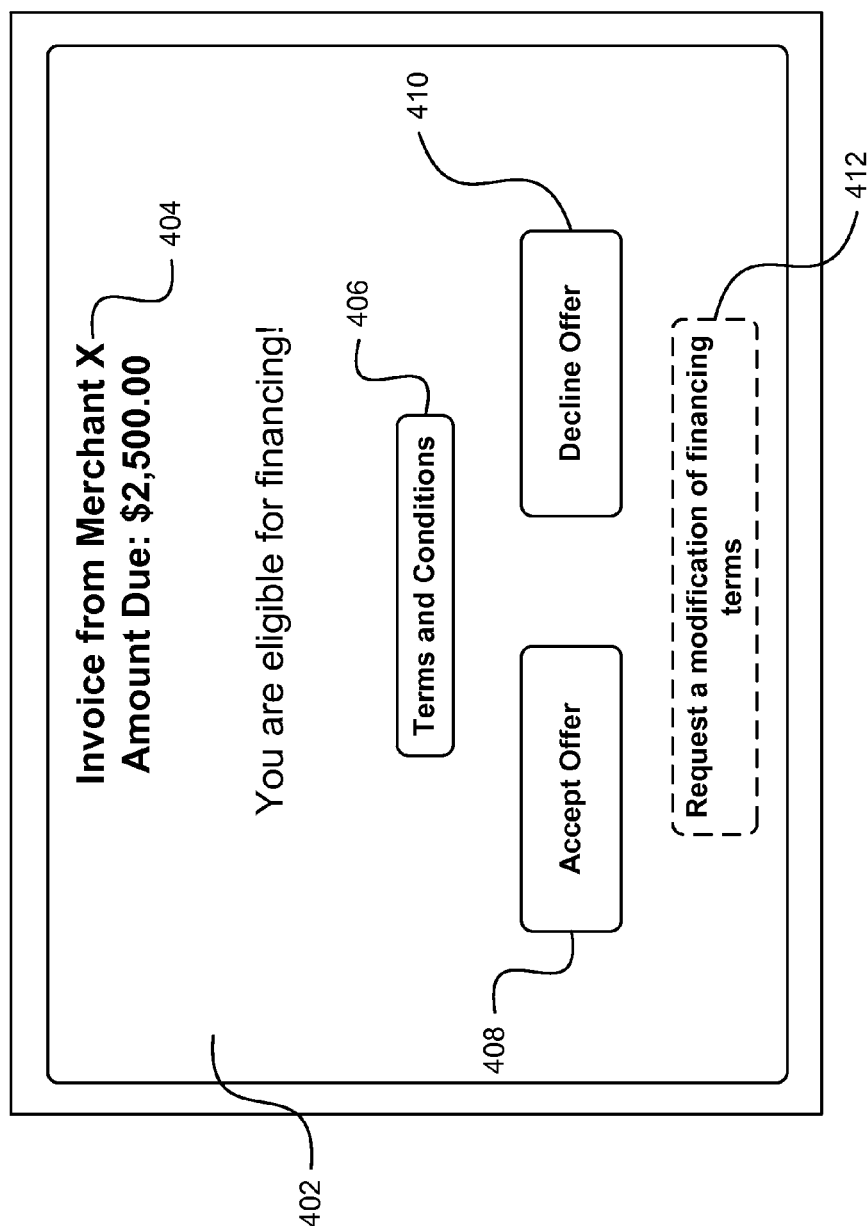 Invoice from Merchant X
Amount Due: $2,500.00
404
You are eligible for financing!
406
Terms and Conditions
410
Accept Offer
Decline Offer
408
Request a modification of financing
terms
412
402